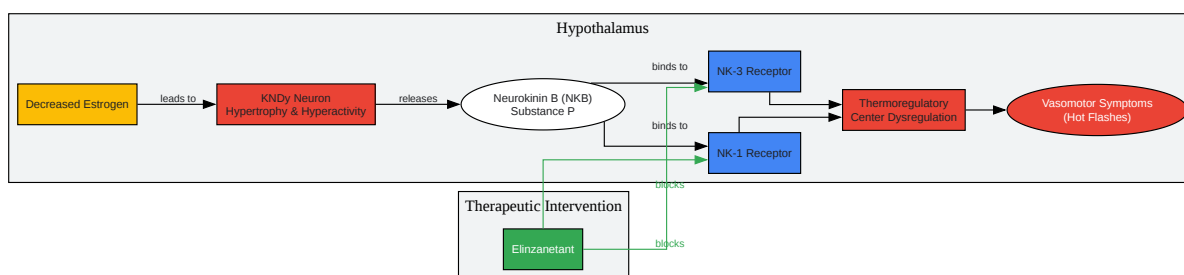 Hypothalamus
Decreased Estrogen
leads to
KNDy Neuron
Hypertrophy & Hyperactivity
releases
Neurokinin B (NKB)
Substance P
binds to
binds to
NK-3 Receptor
NK-1 Receptor
Thermoregulatory
Center Dysregulation
Vasomotor Symptoms
(Hot Flashes)
blocks
Therapeutic Intervention
Elinzanetant
blocks